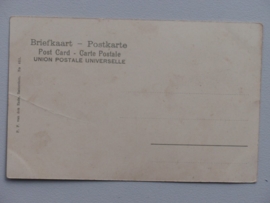 Briefkaart — Postkarte
Post Card - Carte Postale
UNION POSTALE UNIVERSELLE